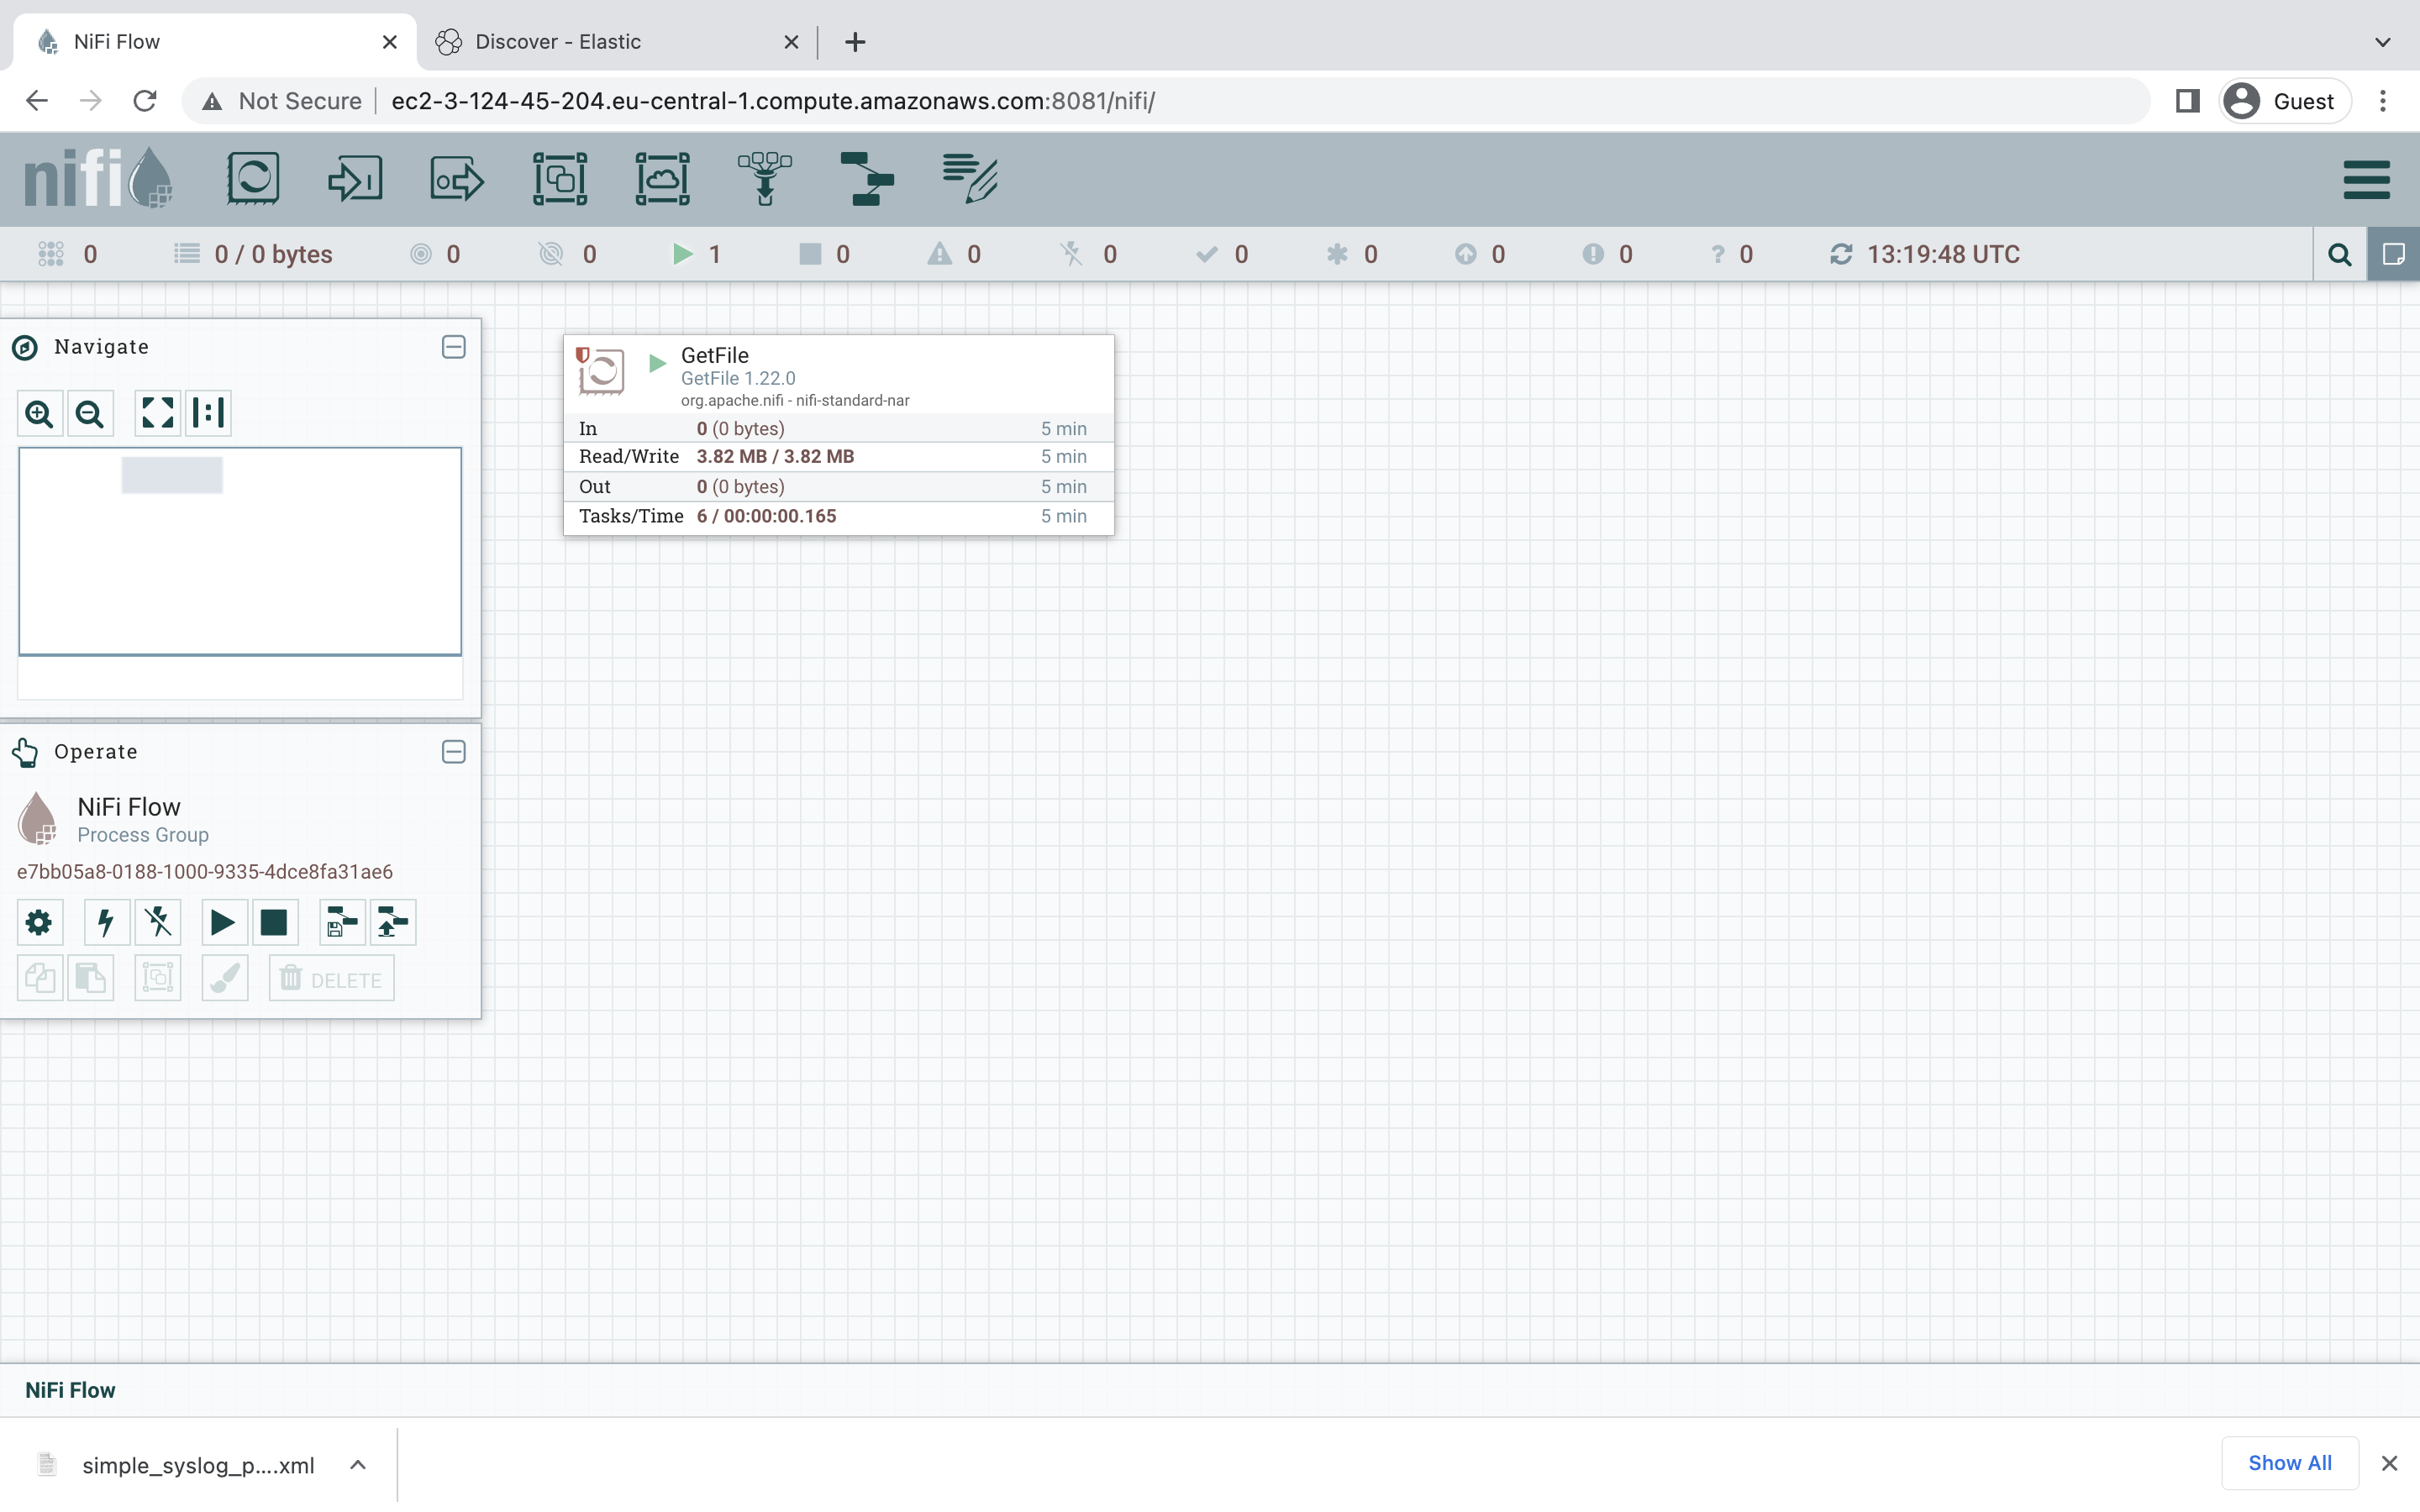 NiFi Flow
Discover - Elastic
Not Secure
ec2-3-124-45-204.eu-central-1.compute.amazonaws.com:8081/nifi/
Guest
nifi
0
0 / 0 bytes
0
0
1
0
0
0
0
0
0
0
0
13:19:48 UTC
Navigate
GetFile
GetFile 1.22.0
org.apache.nifi - nifi-standard-nar
In 0 (0 bytes) 5 min
Read/Write 3.82 MB / 3.82 MB 5 min
Out 0 (0 bytes) 5 min
Tasks/Time 6 / 00:00:00.165 5 min
Operate
NiFi Flow
Process Group
e7bb05a8-0188-1000-9335-4dce8fa31ae6
DELETE
NiFi Flow
simple_syslog_p....xml
Show All